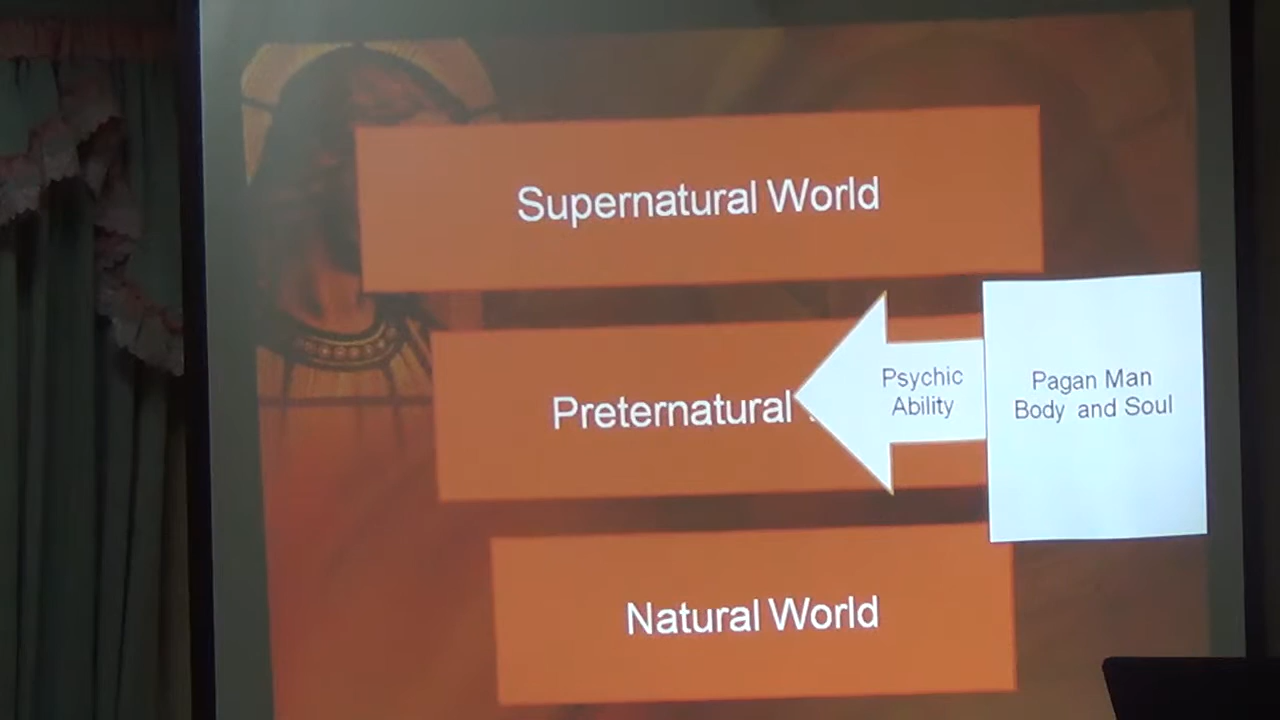 Supernatural World
Preternatural
Psychic
Ability
Pagan Man
Body and Soul
Natural World